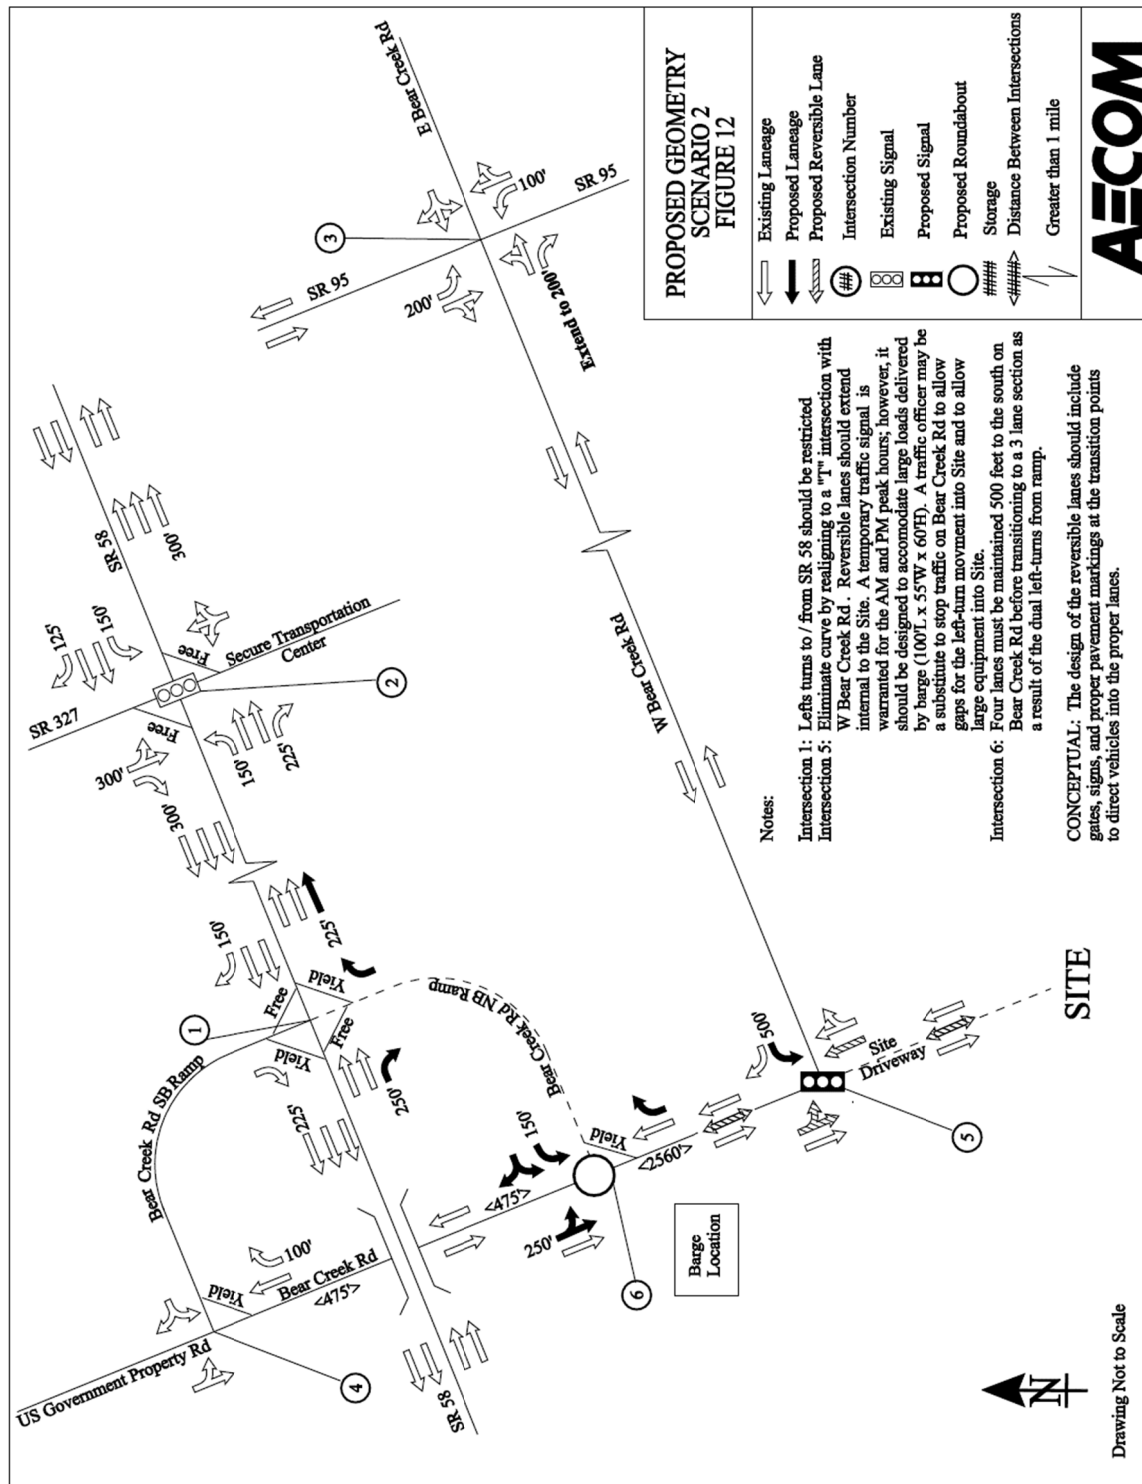 PROPOSED GEOMETRY
SCENARIO 2
FIGURE 12
Existing Laneage
Proposed Laneage
Proposed Reversible Lane
## Intersection Number
Existing Signal
Proposed Signal
Proposed Roundabout
#### Storage
<####> Distance Between Intersections
Greater than 1 mile
AECOM
US Government Property Rd
Bear Creek Rd SB Ramp
Yield
100'
Bear Creek Rd
<475'>
4
SR 58
1
Free
Yield
Free
Yield
150'
225'
225'
250'
Bear Creek Rd NB Ramp
300'
SR 327
Free
300'
125'
150'
Free
150'
225'
2
Secure Transportation
Center
SR 58
300'
SR 95
200'
3
E Bear Creek Rd
100'
SR 95
Extend to 200'
W Bear Creek Rd
<475'>
150'
250'
Yield
6
<2560'>
Barge
Location
500'
Site
Driveway
5
SITE
Notes:
Intersection 1: Lefts turns to / from SR 58 should be restricted
Intersection 5: Eliminate curve by realigning to a "T" intersection with
W Bear Creek Rd . Reversible lanes should extend
internal to the Site. A temporary traffic signal is
warranted for the AM and PM peak hours; however, it
should be designed to accomodate large loads delivered
by barge (100'L x 55'W x 60'H). A traffic officer may be
a substitute to stop traffic on Bear Creek Rd to allow
gaps for the left-turn movment into Site and to allow
large equipment into Site.
Intersection 6: Four lanes must be maintained 500 feet to the south on
Bear Creek Rd before transitioning to a 3 lane section as
a result of the dual left-turns from ramp.
CONCEPTUAL: The design of the reversible lanes should include
gates, signs, and proper pavement markings at the transition points
to direct vehicles into the proper lanes.
N
Drawing Not to Scale